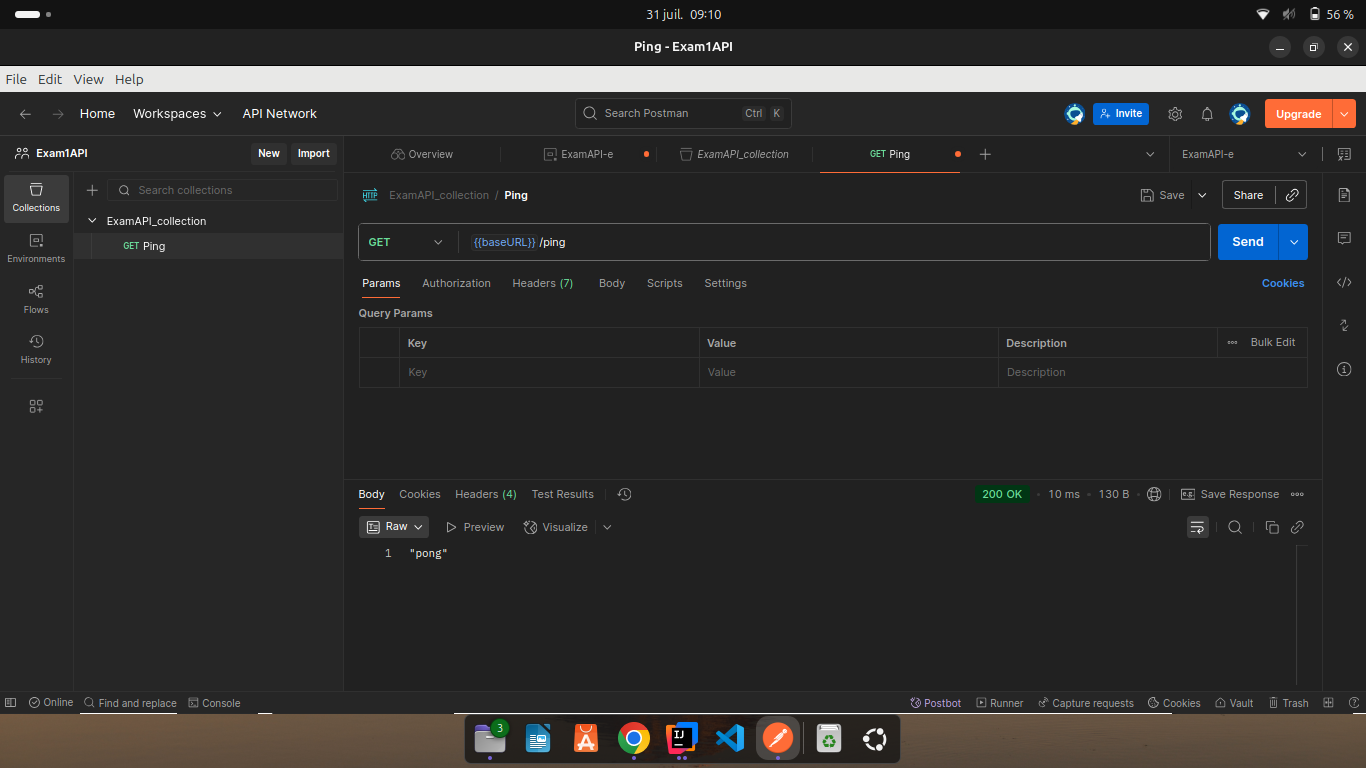 31 juil. 09:10
56 %
Ping - Exam1API
File Edit View Help
Home Workspaces API Network
Search Postman Ctrl K
Invite
Upgrade
Exam1API New Import
Overview ExamAPI-e ExamAPI_collection GET Ping ExamAPI-e
Collections
Environments
Flows
History
Search collections
ExamAPI_collection
GET Ping
HTTP ExamAPI_collection / Ping
Save Share
GET {{baseURL}} /ping Send
Params Authorization Headers (7) Body Scripts Settings Cookies
Query Params
Key Value Description Bulk Edit
Key Value Description
Body Cookies Headers (4) Test Results
200 OK 10 ms 130 B Save Response
Raw Preview Visualize
1 "pong"
Online Find and replace Console
Postbot Runner Capture requests Cookies Vault Trash
3
IJ